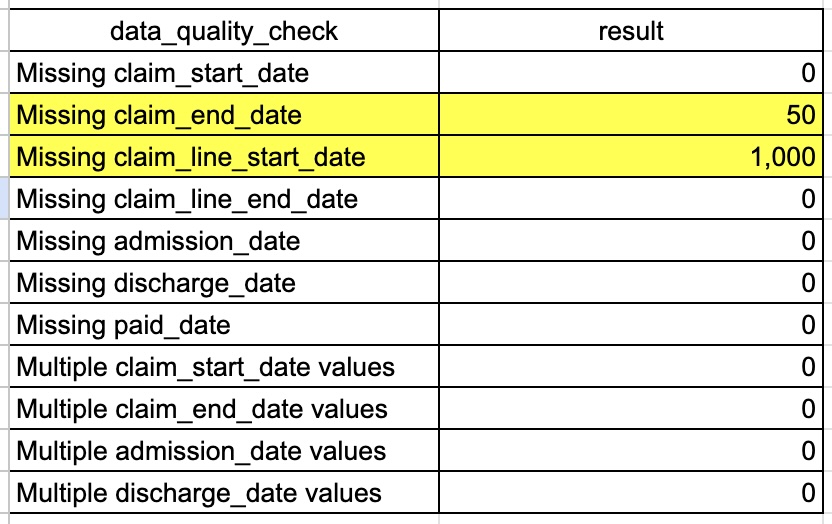 data_quality_check result
Missing claim_start_date 0
Missing claim_end_date 50
Missing claim_line_start_date 1,000
Missing claim_line_end_date 0
Missing admission_date 0
Missing discharge_date 0
Missing paid_date 0
Multiple claim_start_date values 0
Multiple claim_end_date values 0
Multiple admission_date values 0
Multiple discharge_date values 0